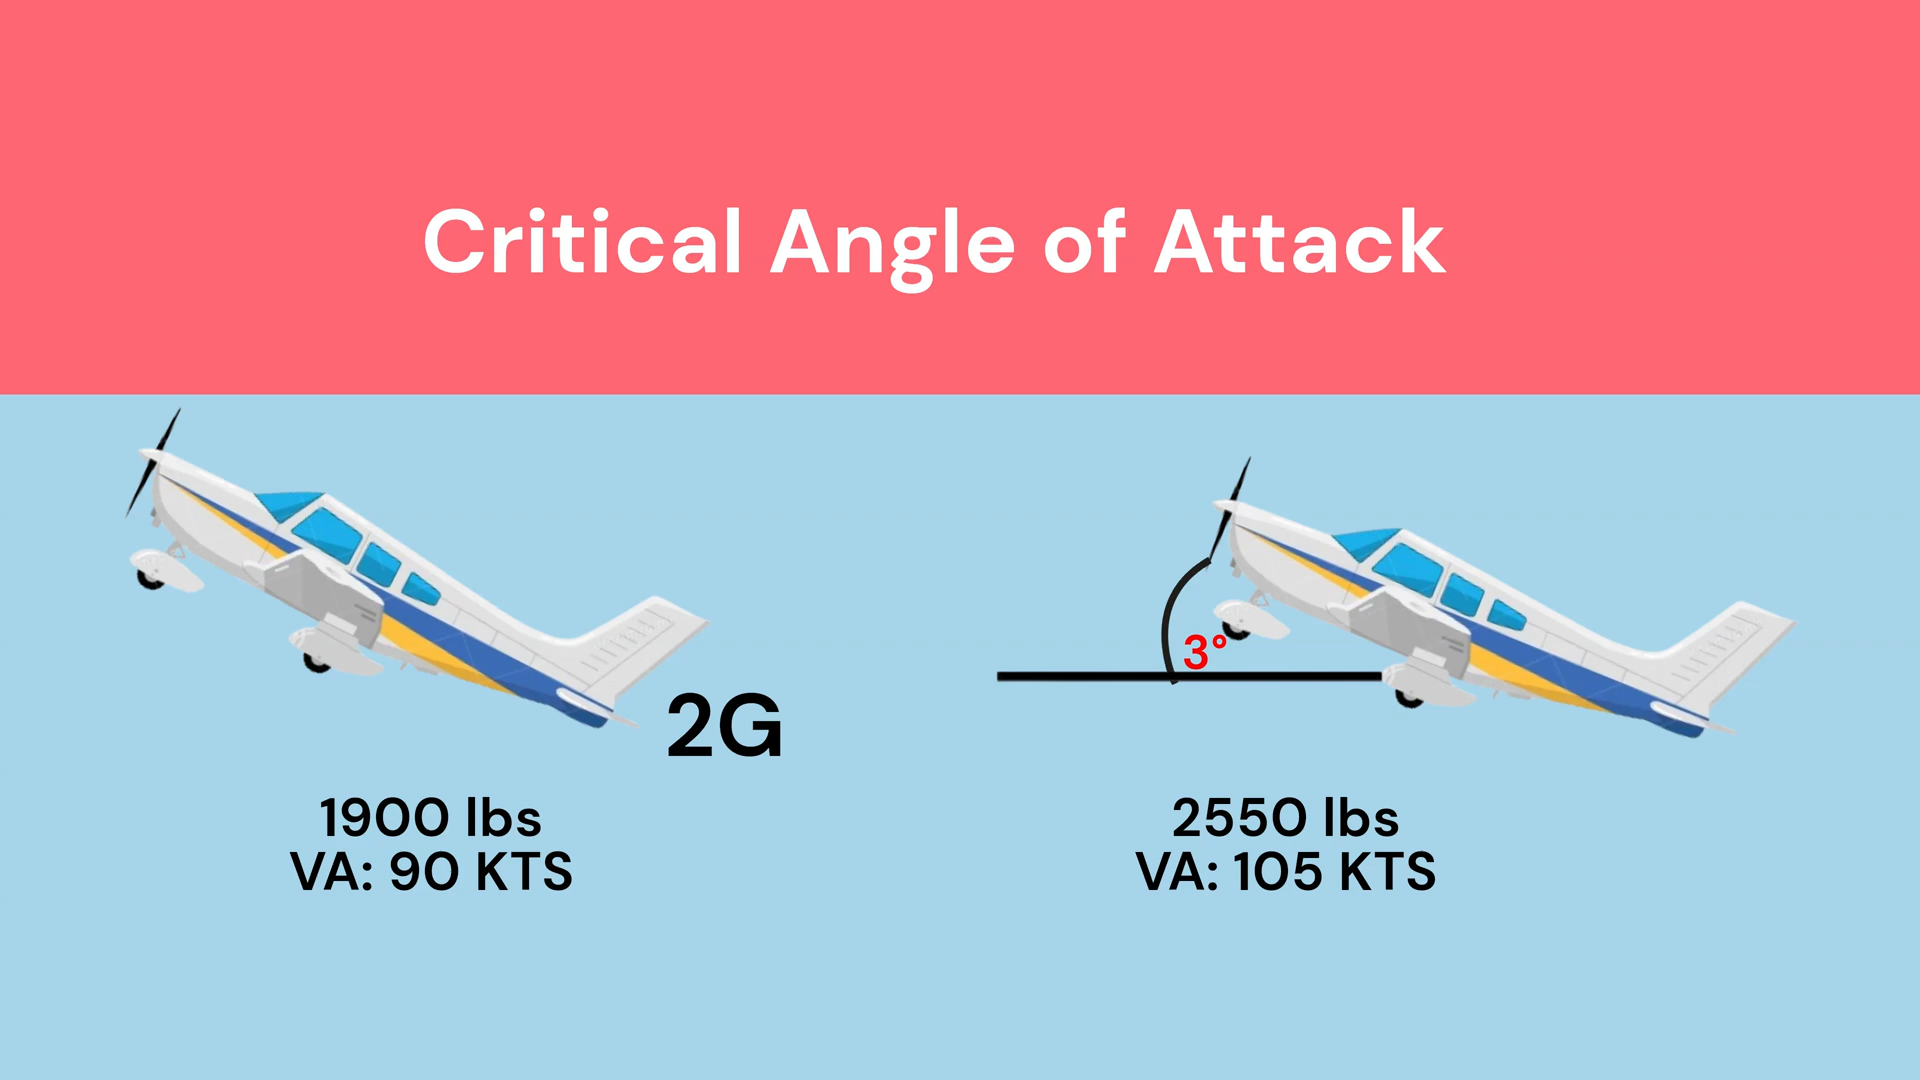 Critical Angle of Attack
2G
1900 lbs
VA: 90 KTS
3°
2550 lbs
VA: 105 KTS